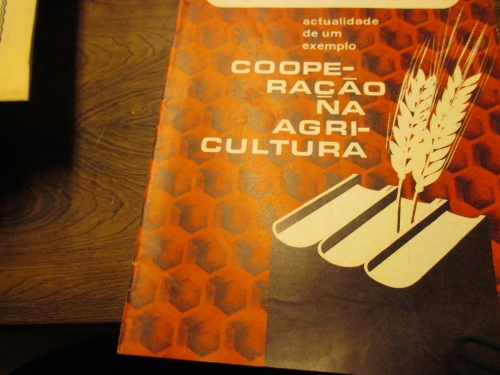 actualidade
de um
exemplo
COOPE-
RAÇÃO
NA
AGRI-
CULTURA